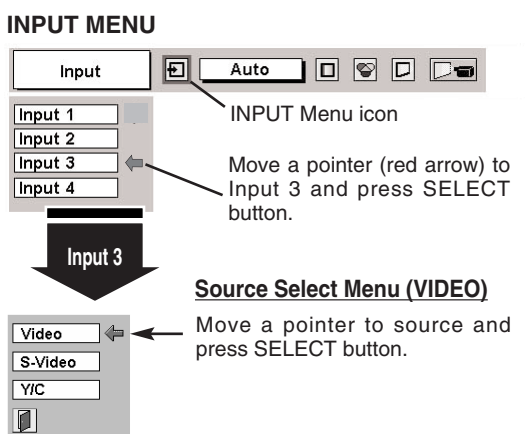 INPUT MENU
Input
Auto
INPUT Menu icon
Input 1
Input 2
Input 3
Input 4
Move a pointer (red arrow) to
Input 3 and press SELECT
button.
Input 3
Source Select Menu (VIDEO)
Move a pointer to source and
press SELECT button.
Video
S-Video
Y/C